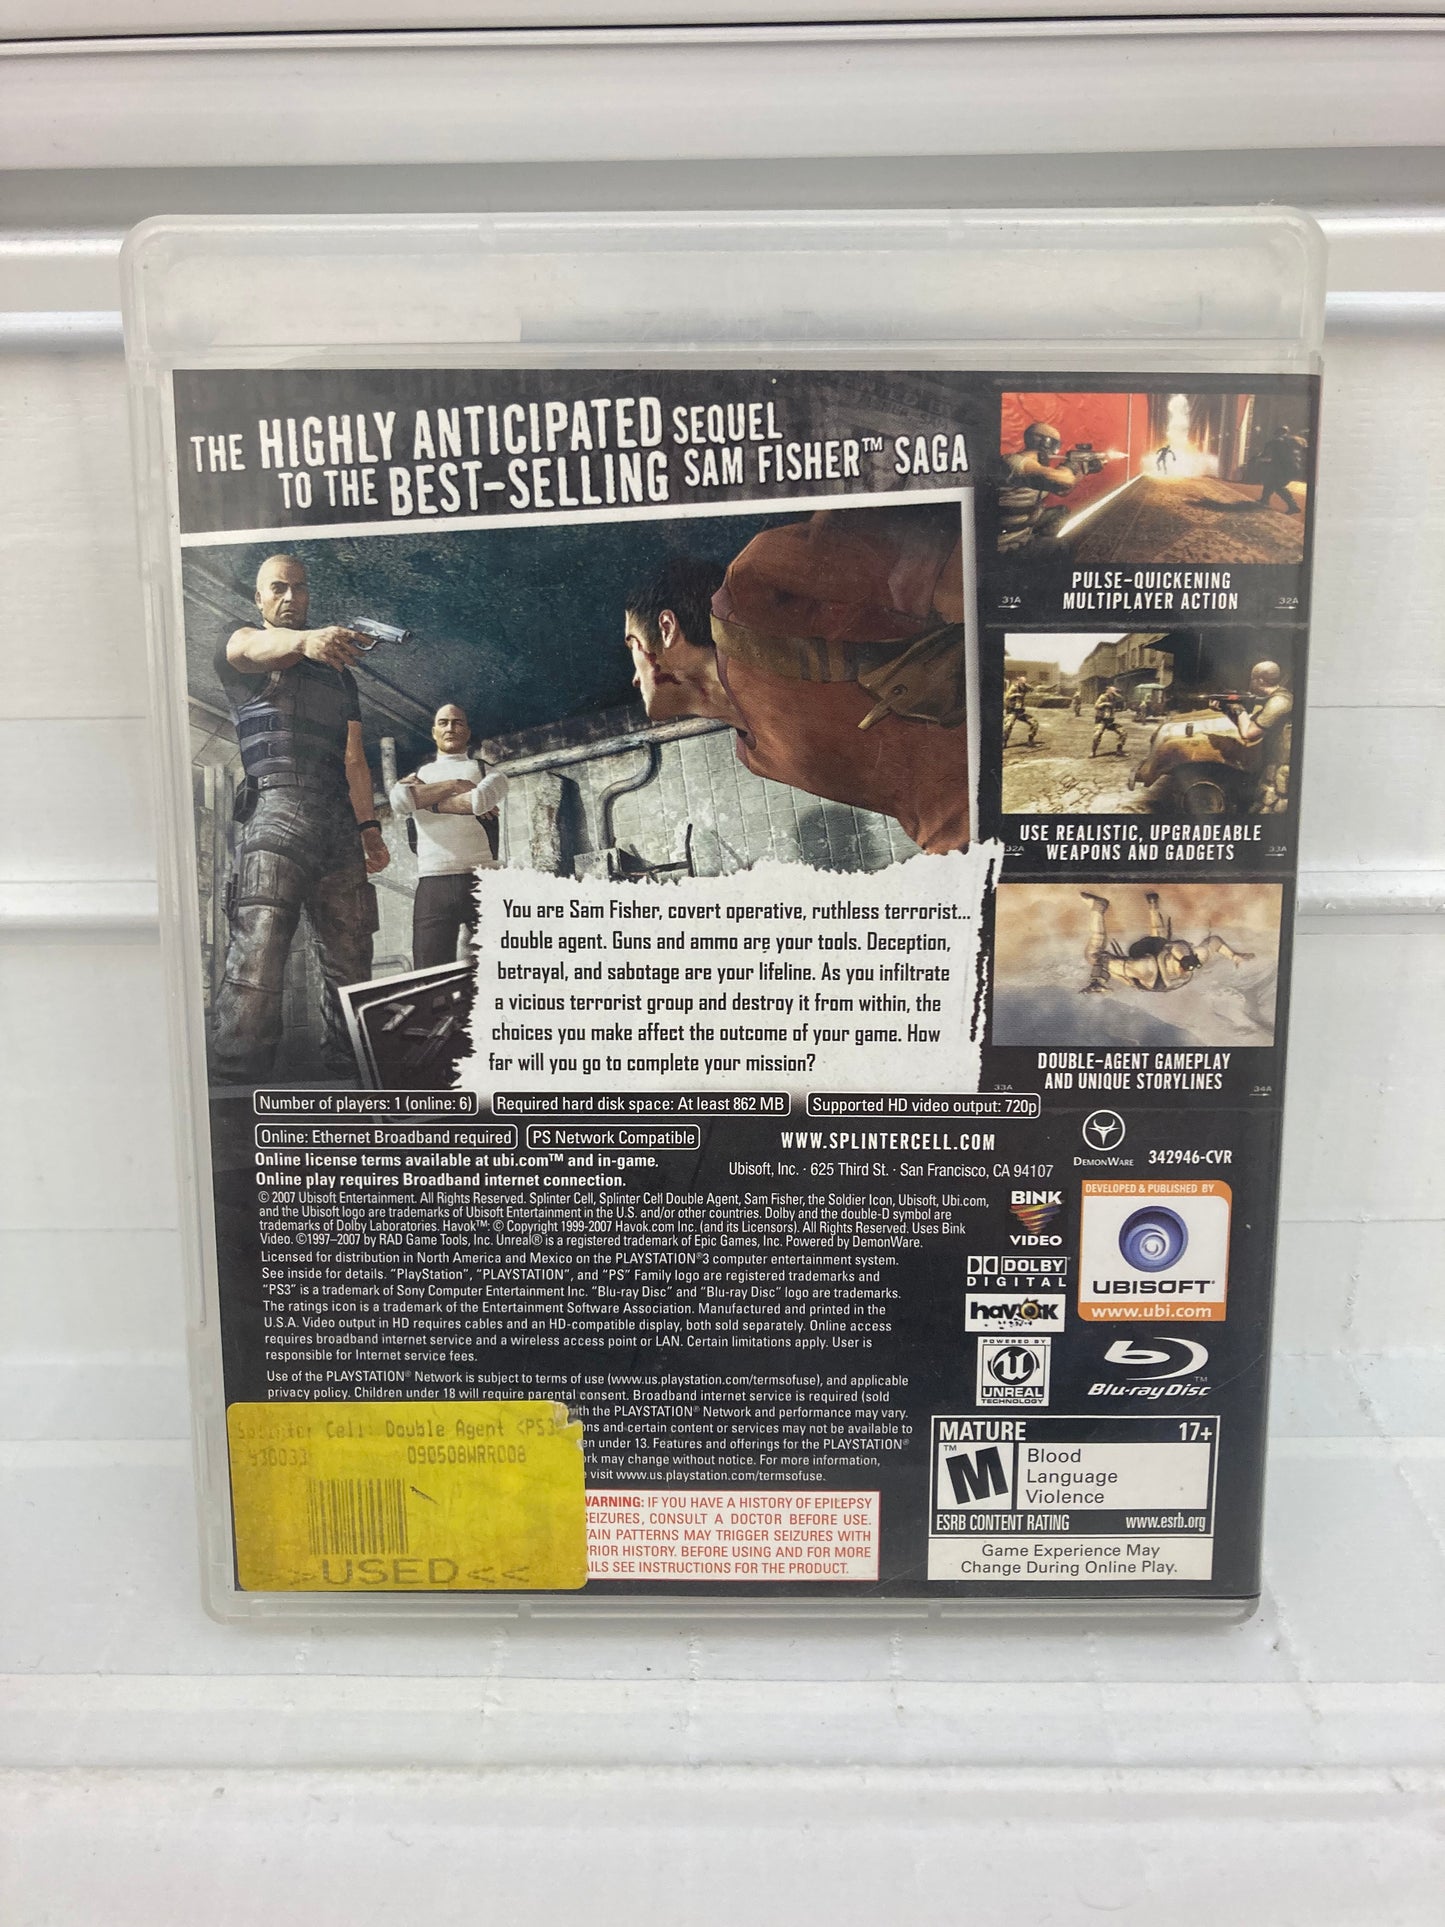 THE HIGHLY ANTICIPATED SEQUEL
TO THE BEST-SELLING SAM FISHER™ SAGA
PULSE-QUICKENING
MULTIPLAYER ACTION
31A
32A
USE REALISTIC, UPGRADEABLE
WEAPONS AND GADGETS
32A
33A
DOUBLE-AGENT GAMEPLAY
AND UNIQUE STORYLINES
33A
34A
You are Sam Fisher, covert operative, ruthless terrorist...
double agent. Guns and ammo are your tools. Deception,
betrayal, and sabotage are your lifeline. As you infiltrate
a vicious terrorist group and destroy it from within, the
choices you make affect the outcome of your game. How
far will you go to complete your mission?
Number of players: 1 (online: 6)
Required hard disk space: At least 862 MB
Supported HD video output: 720p
Online: Ethernet Broadband required
PS Network Compatible
Online license terms available at ubi.com™ and in-game.
Online play requires Broadband internet connection.
WWW.SPLINTERCELL.COM
Ubisoft, Inc. · 625 Third St. · San Francisco, CA 94107
DEMONWARE
342946-CVR
© 2007 Ubisoft Entertainment. All Rights Reserved. Splinter Cell, Splinter Cell Double Agent, Sam Fisher, the Soldier Icon, Ubisoft, Ubi.com,
and the Ubisoft logo are trademarks of Ubisoft Entertainment in the U.S. and/or other countries. Dolby and the double-D symbol are
trademarks of Dolby Laboratories. Havok™: © Copyright 1999-2007 Havok.com Inc. (and its Licensors). All Rights Reserved. Uses Bink
Video. ©1997–2007 by RAD Game Tools, Inc. Unreal® is a registered trademark of Epic Games, Inc. Powered by DemonWare.
Licensed for distribution in North America and Mexico on the PLAYSTATION®3 computer entertainment system.
See inside for details. “PlayStation”, “PLAYSTATION”, and “PS” Family logo are registered trademarks and
“PS3” is a trademark of Sony Computer Entertainment Inc. “Blu-ray Disc” and “Blu-ray Disc” logo are trademarks.
The ratings icon is a trademark of the Entertainment Software Association. Manufactured and printed in the
U.S.A. Video output in HD requires cables and an HD-compatible display, both sold separately. Online access
requires broadband internet service and a wireless access point or LAN. Certain limitations apply. User is
responsible for Internet service fees.
Use of the PLAYSTATION® Network is subject to terms of use (www.us.playstation.com/termsofuse), and applicable
privacy policy. Children under 18 will require parental consent. Broadband internet service is required (sold
with the PLAYSTATION® Network and performance may vary.
ons and certain content or services may not be available to
en under 13. Features and offerings for the PLAYSTATION®
rk may change without notice. For more information,
visit www.us.playstation.com/termsofuse.
WARNING: IF YOU HAVE A HISTORY OF EPILEPSY
SEIZURES, CONSULT A DOCTOR BEFORE USE.
TAIN PATTERNS MAY TRIGGER SEIZURES WITH
PRIOR HISTORY. BEFORE USING AND FOR MORE
ILS SEE INSTRUCTIONS FOR THE PRODUCT.
BINK
VIDEO
DOLBY
DIGITAL
havok
POWERED BY
UNREAL
TECHNOLOGY
DEVELOPED & PUBLISHED BY
UBISOFT
www.ubi.com
Blu-ray Disc™
MATURE 17+
M™
Blood
Language
Violence
ESRB CONTENT RATING www.esrb.org
Game Experience May
Change During Online Play.
Cell: Double Agent <PS3
090508WRR008
USED <<